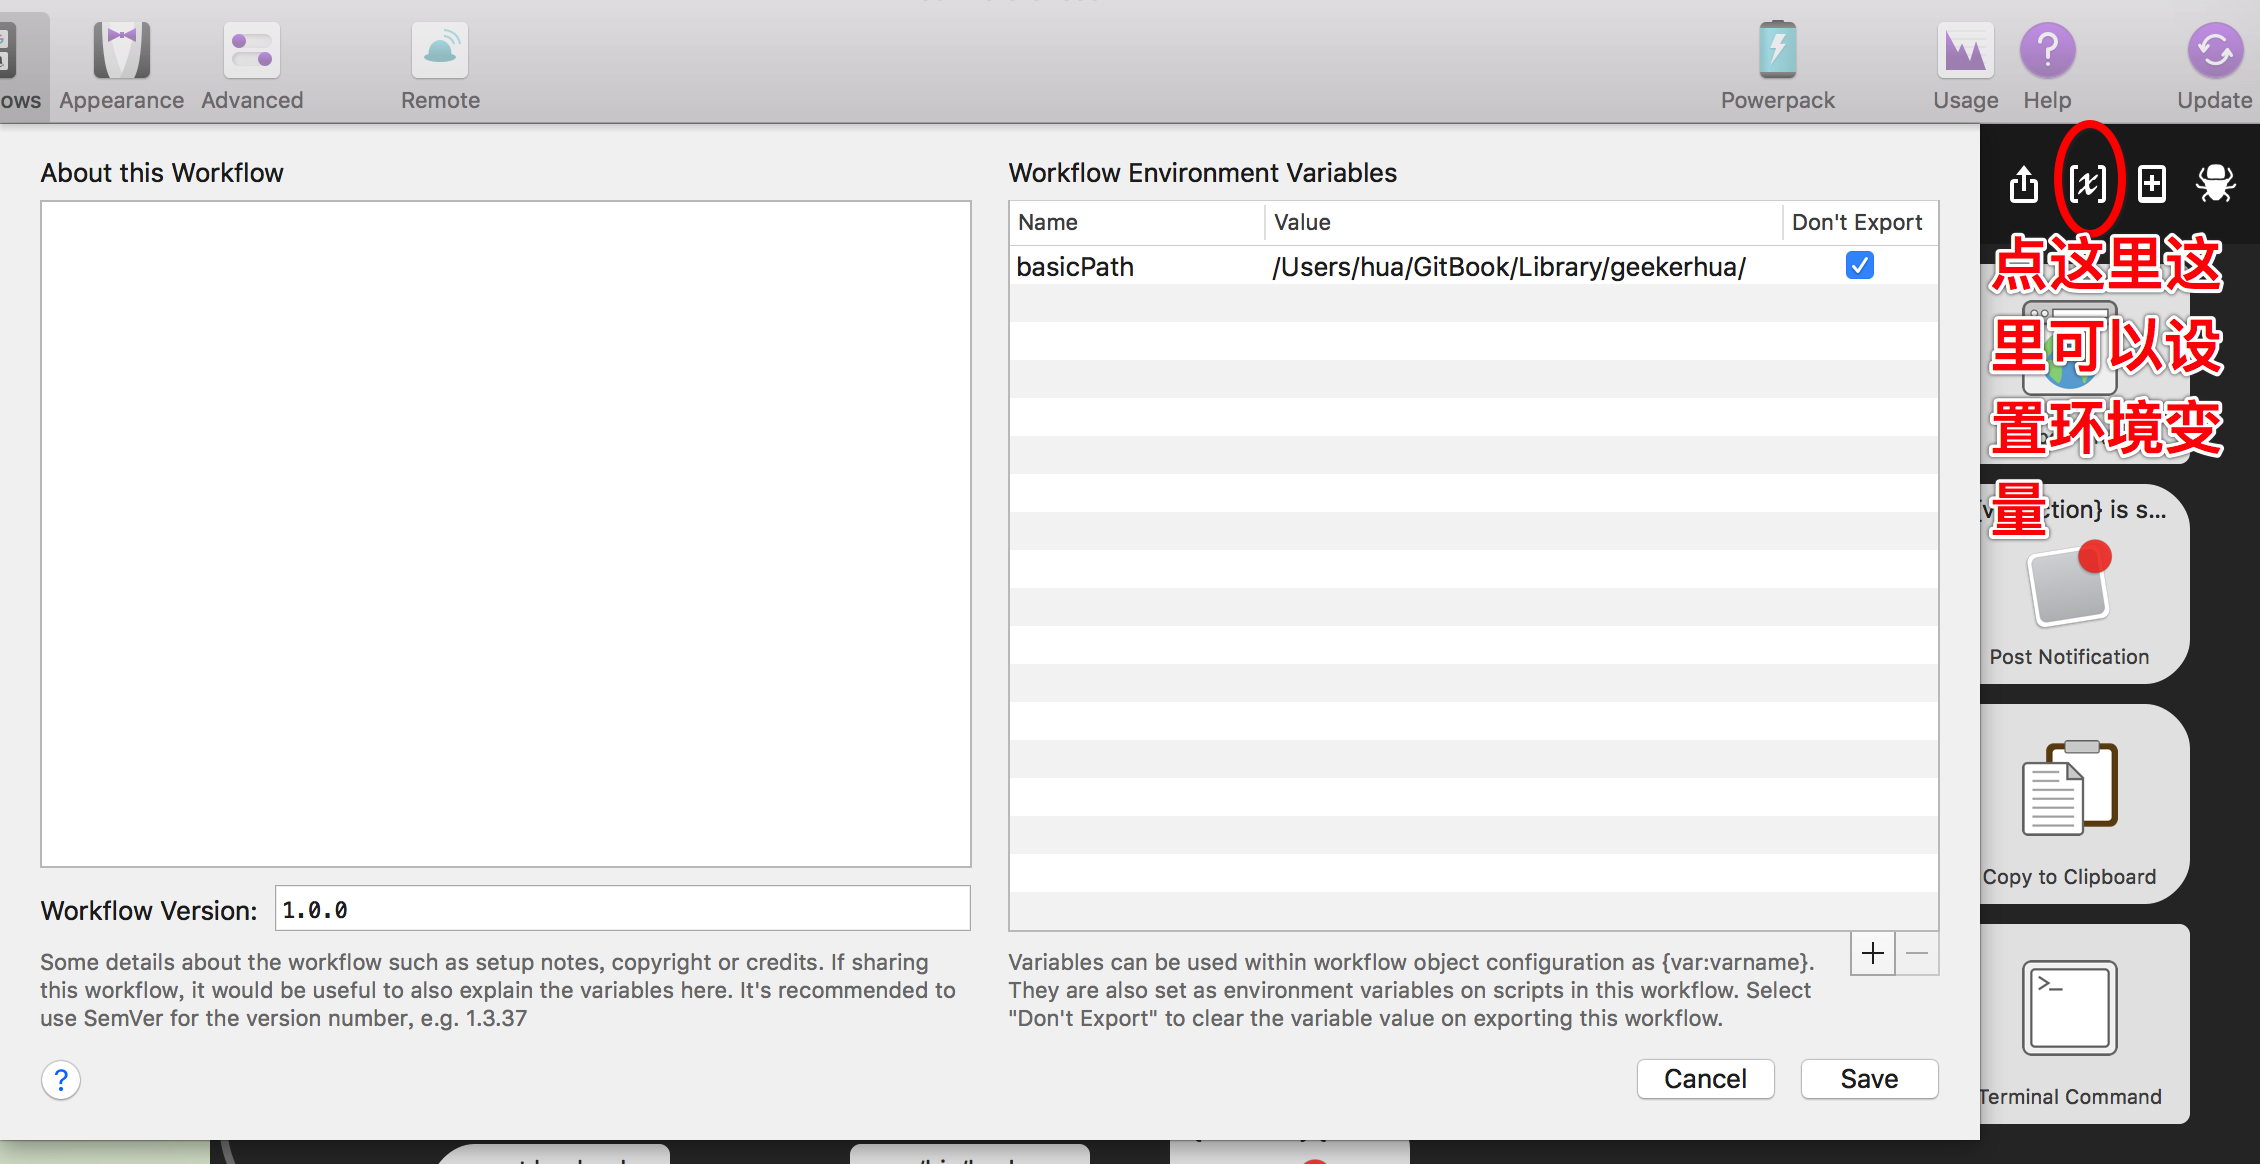 ows
Appearance
Advanced
Remote
Powerpack
Usage
Help
Update
About this Workflow
Workflow Environment Variables
Name
Value
Don't Export
basicPath
/Users/hua/GitBook/Library/geekerhua/
点这里这
里可以设
置环境变
量
tion} is s...
Post Notification
Copy to Clipboard
>_
Terminal Command
Workflow Version:
1.0.0
Some details about the workflow such as setup notes, copyright or credits. If sharing
this workflow, it would be useful to also explain the variables here. It's recommended to
use SemVer for the version number, e.g. 1.3.37
Variables can be used within workflow object configuration as {var:varname}.
They are also set as environment variables on scripts in this workflow. Select
"Don't Export" to clear the variable value on exporting this workflow.
Cancel
Save